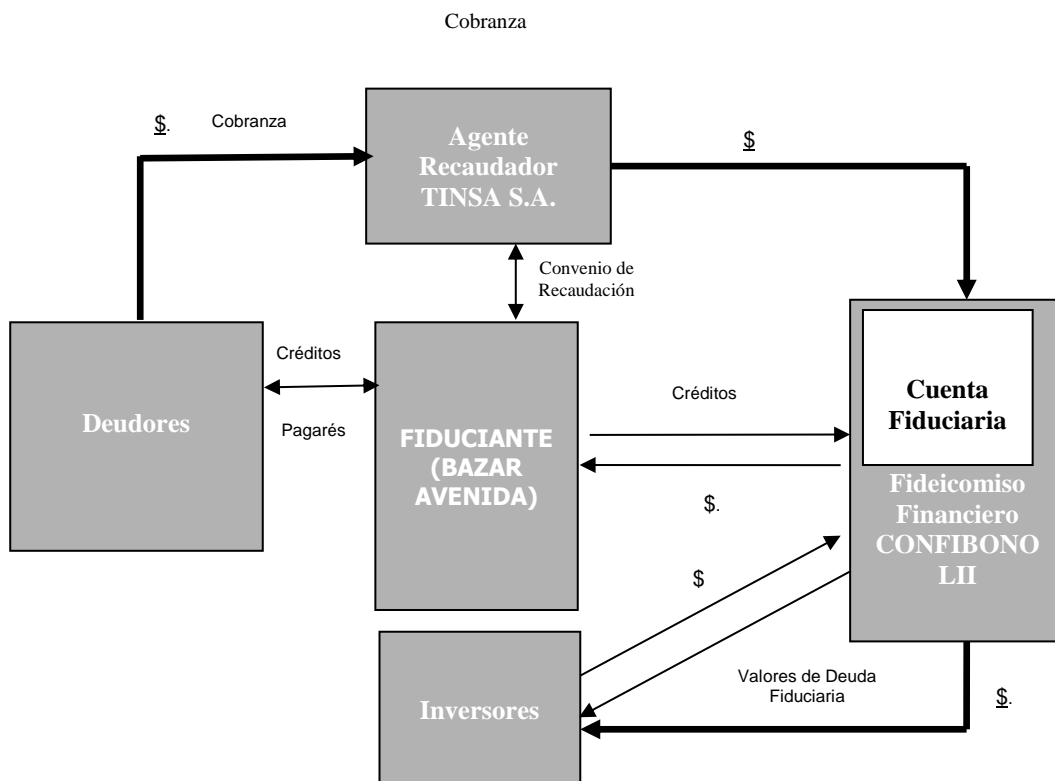 Cobranza
$.
Cobranza
$
Agente
Recaudador
TINSA S.A.
Convenio de
Recaudación
Créditos
Pagarés
Deudores
FIDUCIANTE
(BAZAR
AVENIDA)
Créditos
$.
Cuenta
Fiduciaria
Fideicomiso
Financiero
CONFIBONO
LII
$
Inversores
Valores de Deuda
Fiduciaria
$.